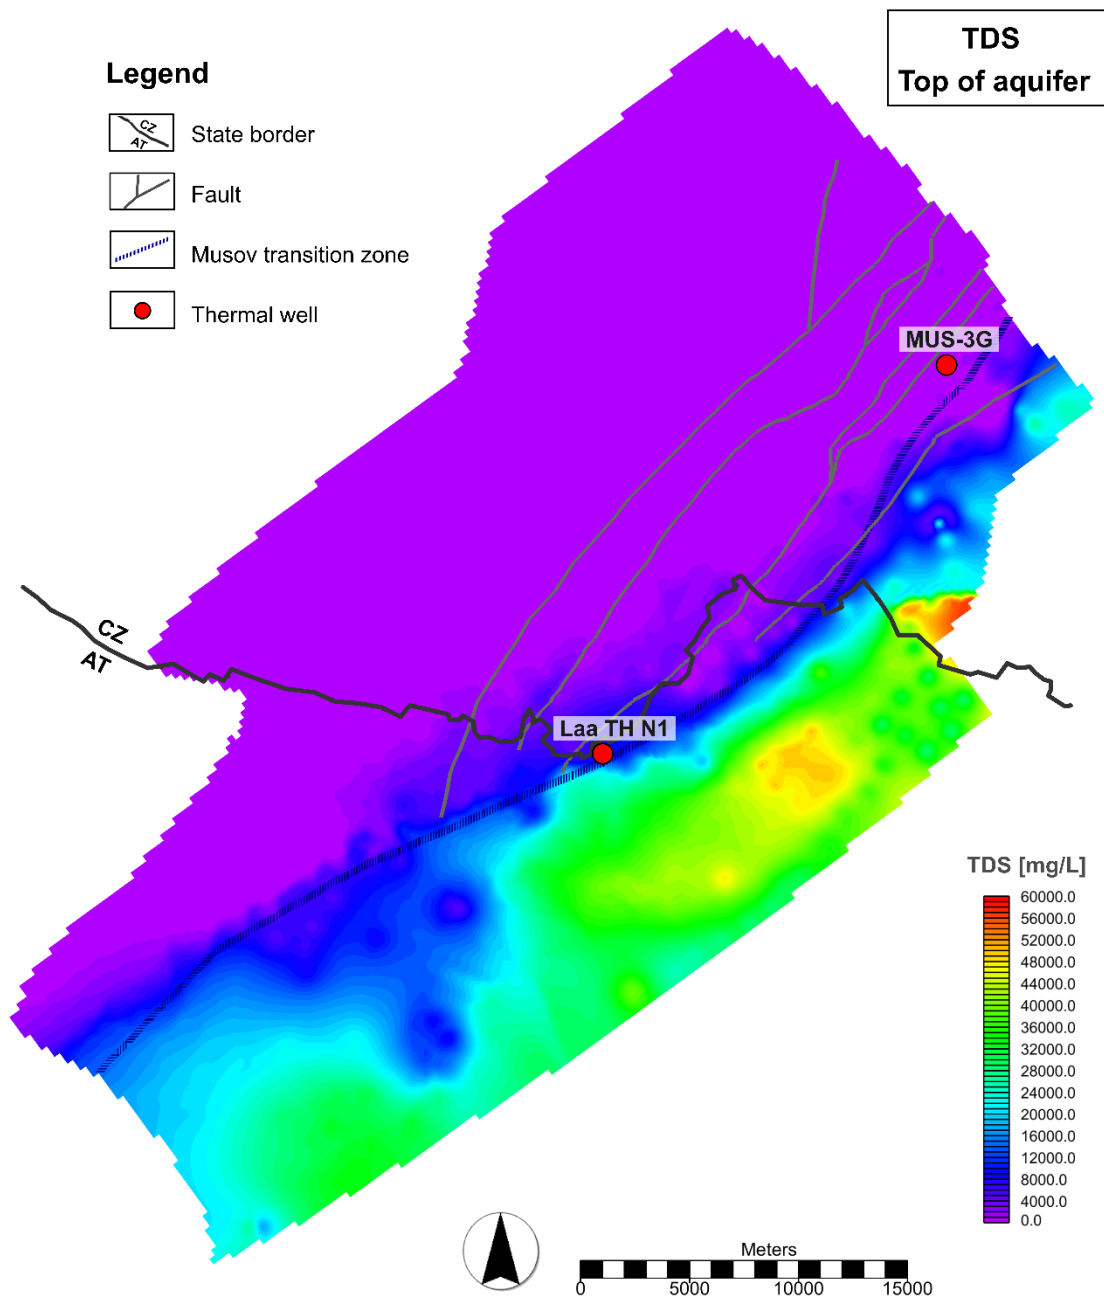 TDS
Top of aquifer
Legend
CZ
AT
State border
Fault
Musov transition zone
Thermal well
MUS-3G
CZ
AT
Laa TH N1
TDS [mg/L]
60000.0
56000.0
52000.0
48000.0
44000.0
40000.0
36000.0
32000.0
28000.0
24000.0
20000.0
16000.0
12000.0
8000.0
4000.0
0.0
Meters
0 5000 10000 15000